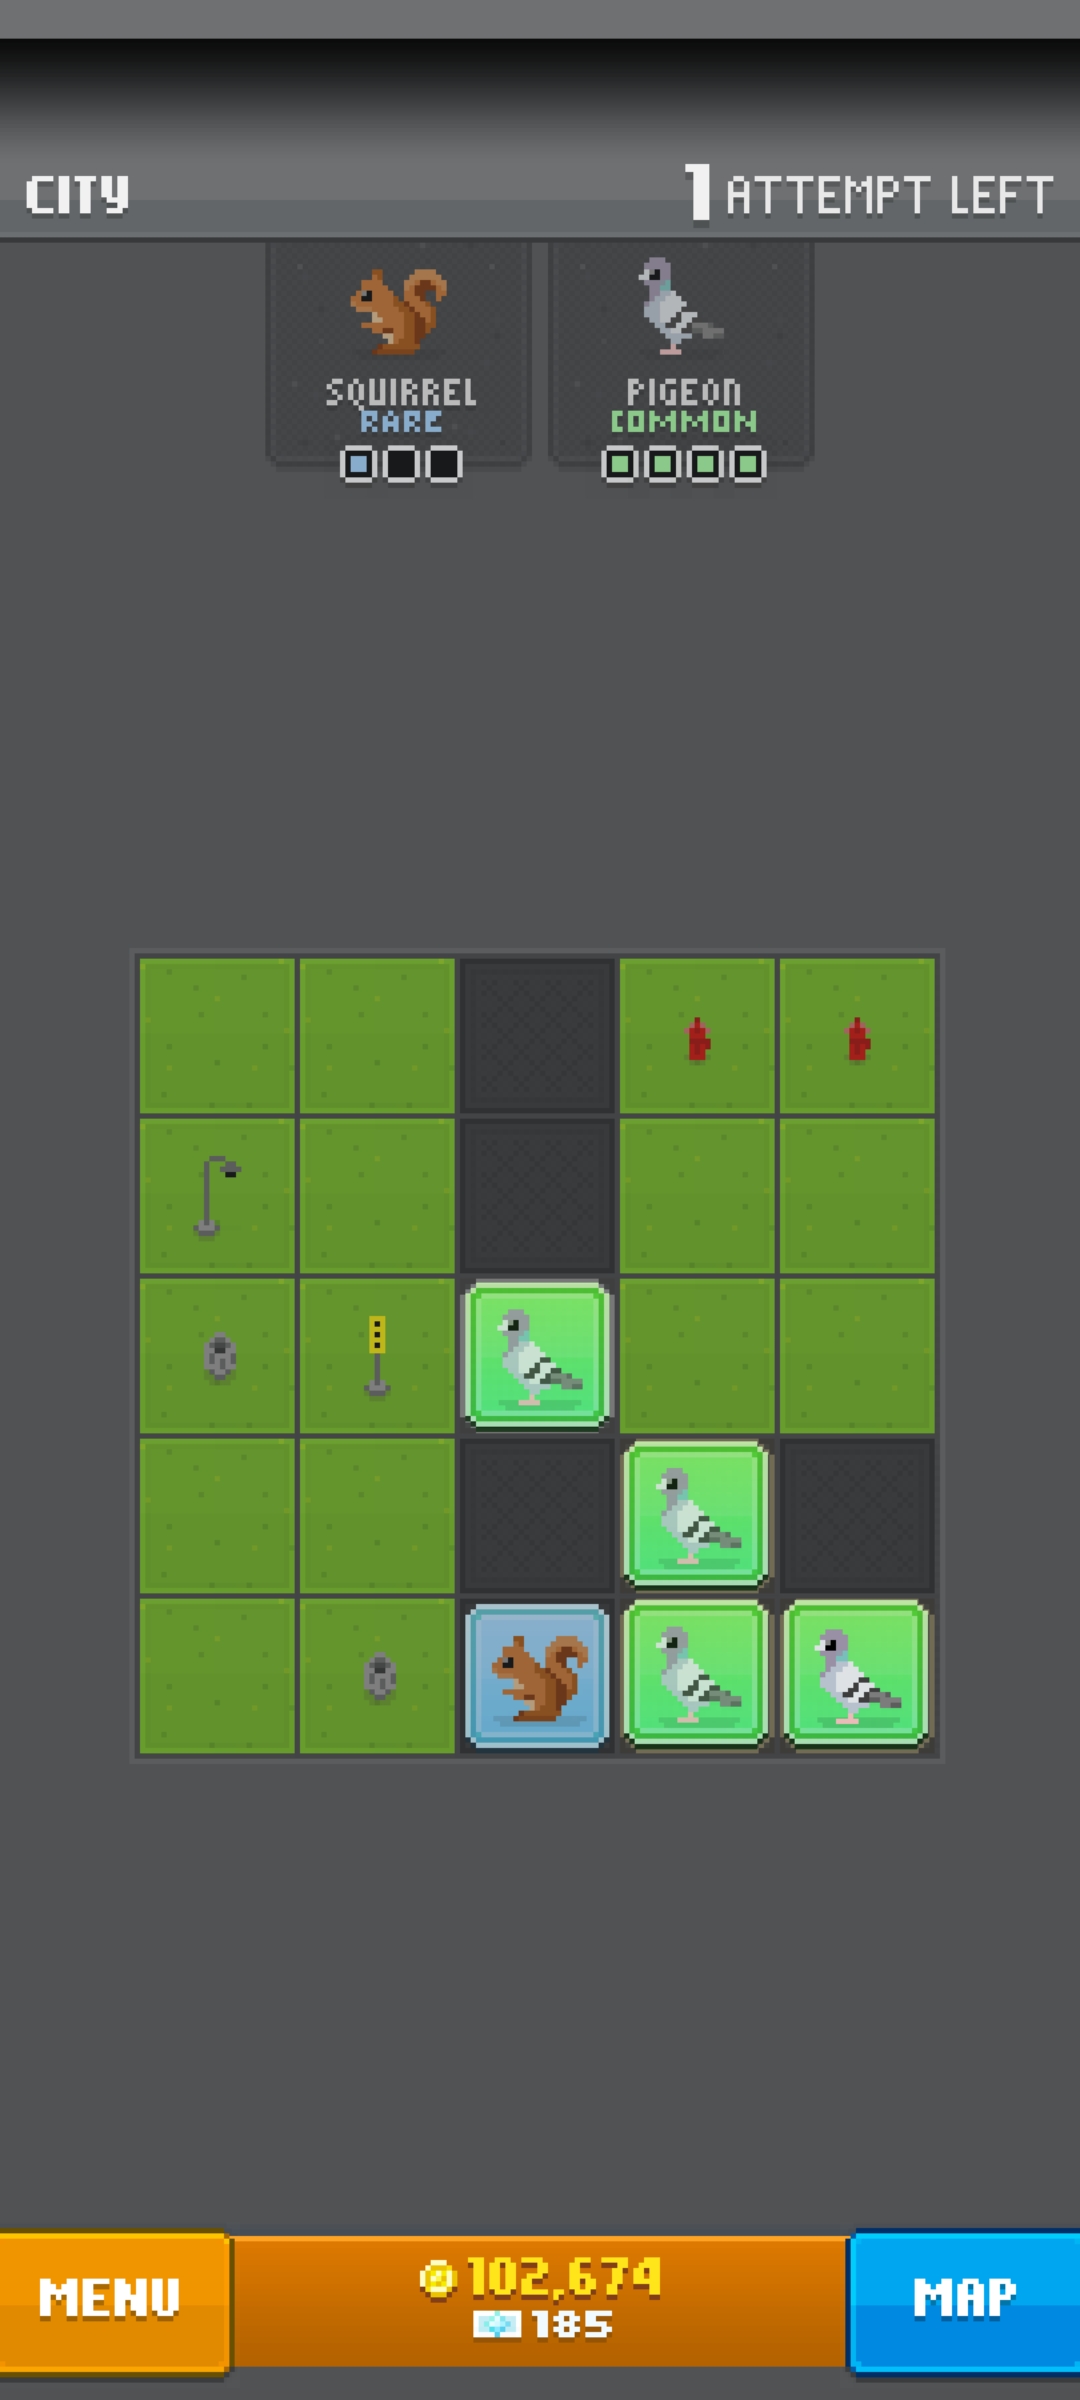 CITY
1 ATTEMPT LEFT
SQUIRREL
RARE
PIGEON
COMMON
MENU
102,674
185
MAP